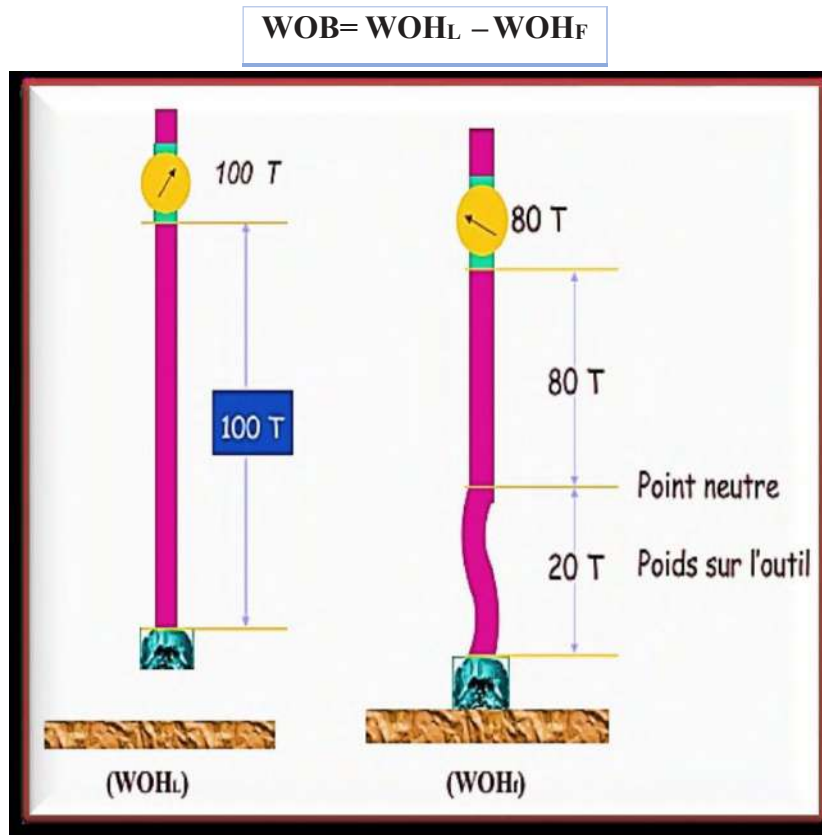 WOB= WOHL – WOHF
100 T
100 T
(WOHL)
80 T
80 T
Point neutre
20 T Poids sur l'outil
(WOHf)